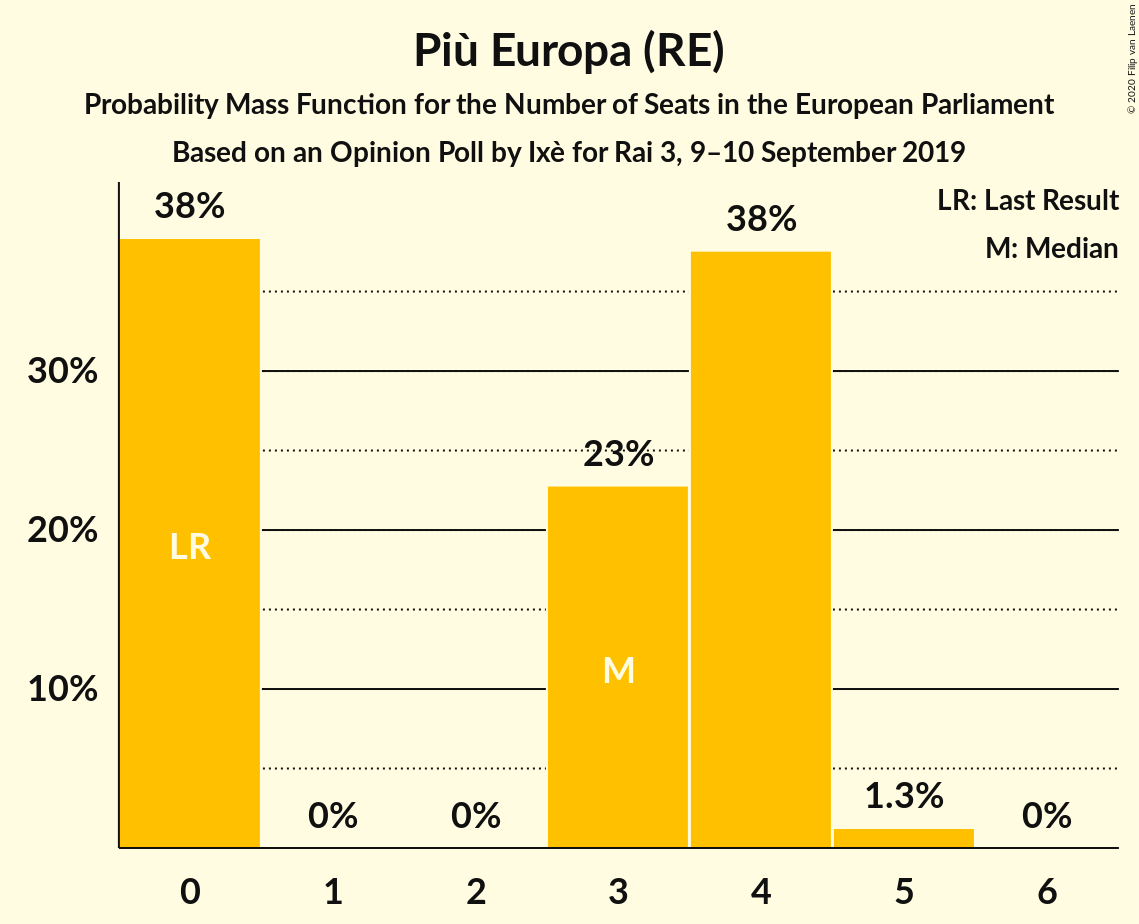 Più Europa (RE)
Probability Mass Function for the Number of Seats in the European Parliament
Based on an Opinion Poll by Ixè for Rai 3, 9–10 September 2019
© 2020 Filip van Laenen
LR: Last Result
M: Median
38%
38%
30%
23%
20%
LR
M
10%
1.3%
0%
0%
0%
0 1 2 3 4 5 6